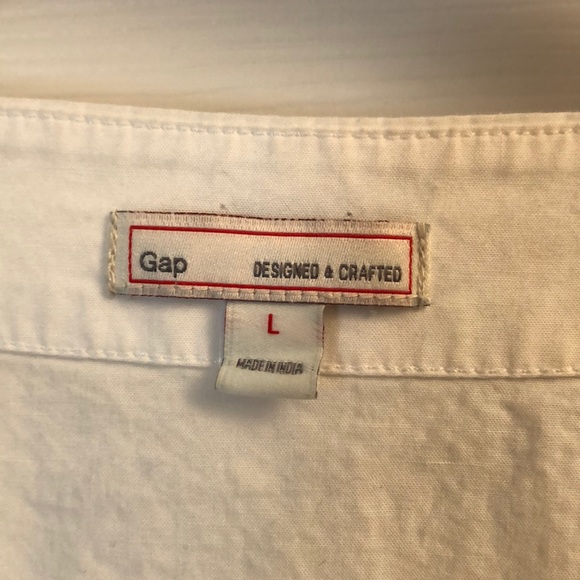 Gap DESIGNED & CRAFTED
L
MADE IN INDIA